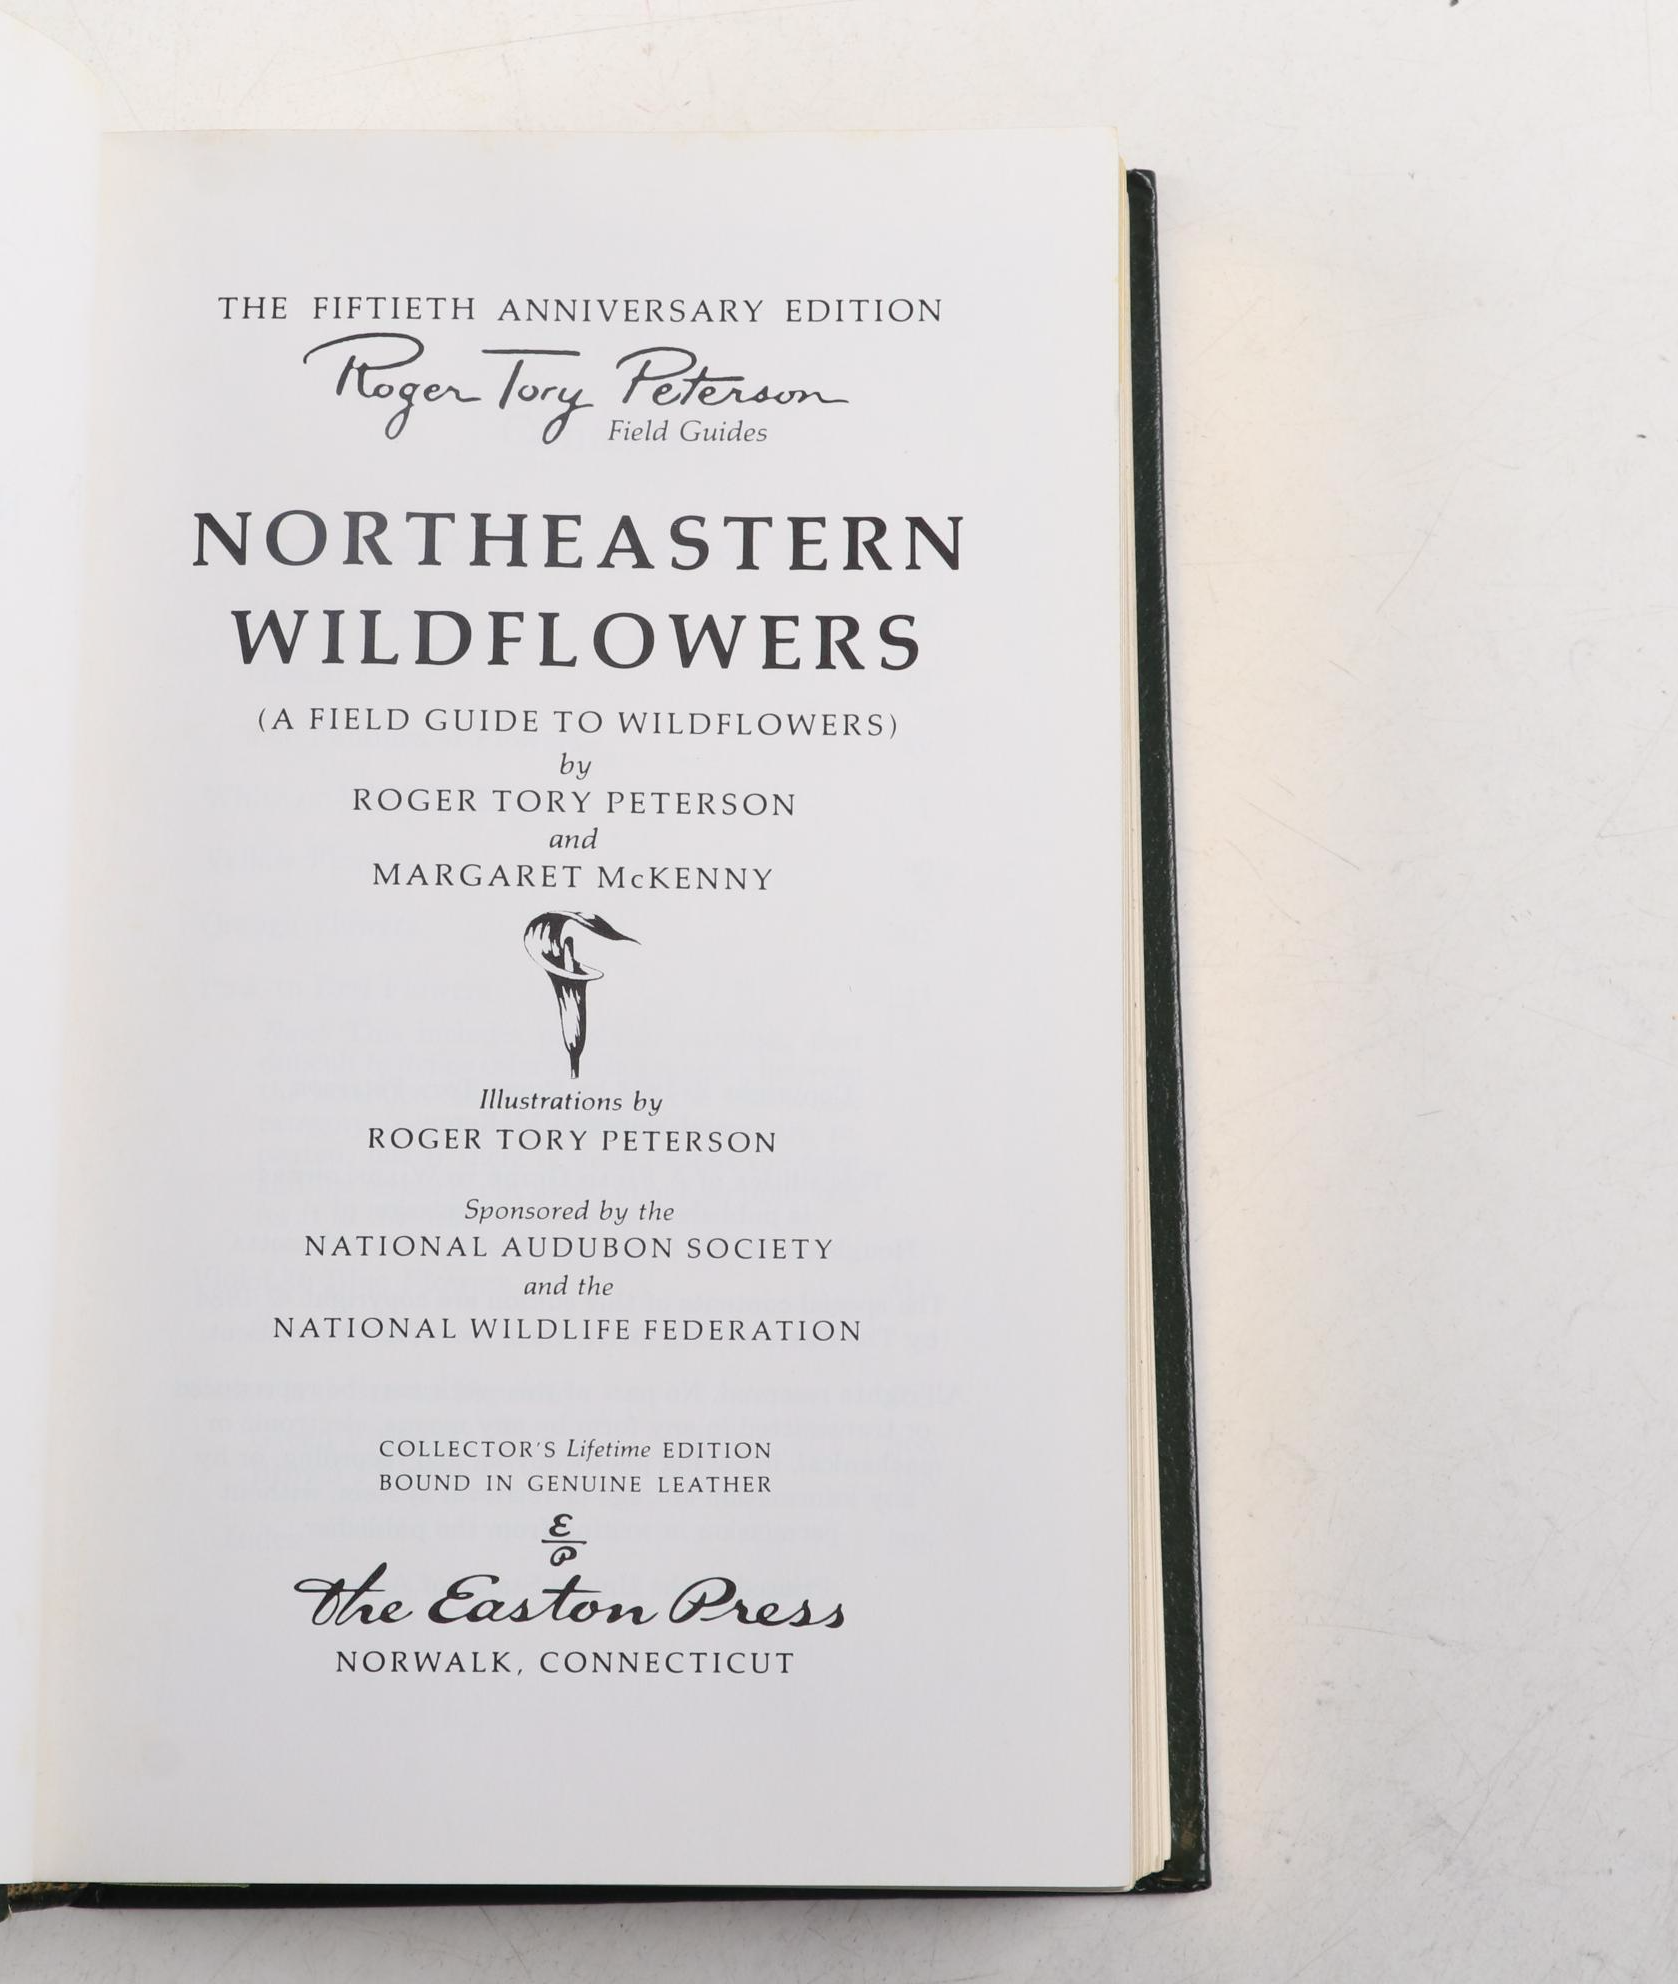 THE FIFTIETH ANNIVERSARY EDITION
Roger Tory Peterson
Field Guides
NORTHEASTERN
WILDFLOWERS
(A FIELD GUIDE TO WILDFLOWERS)
by
ROGER TORY PETERSON
and
MARGARET McKENNY
Illustrations by
ROGER TORY PETERSON
Sponsored by the
NATIONAL AUDUBON SOCIETY
and the
NATIONAL WILDLIFE FEDERATION
COLLECTOR'S Lifetime EDITION
BOUND IN GENUINE LEATHER
E
P
The Easton Press
NORWALK, CONNECTICUT